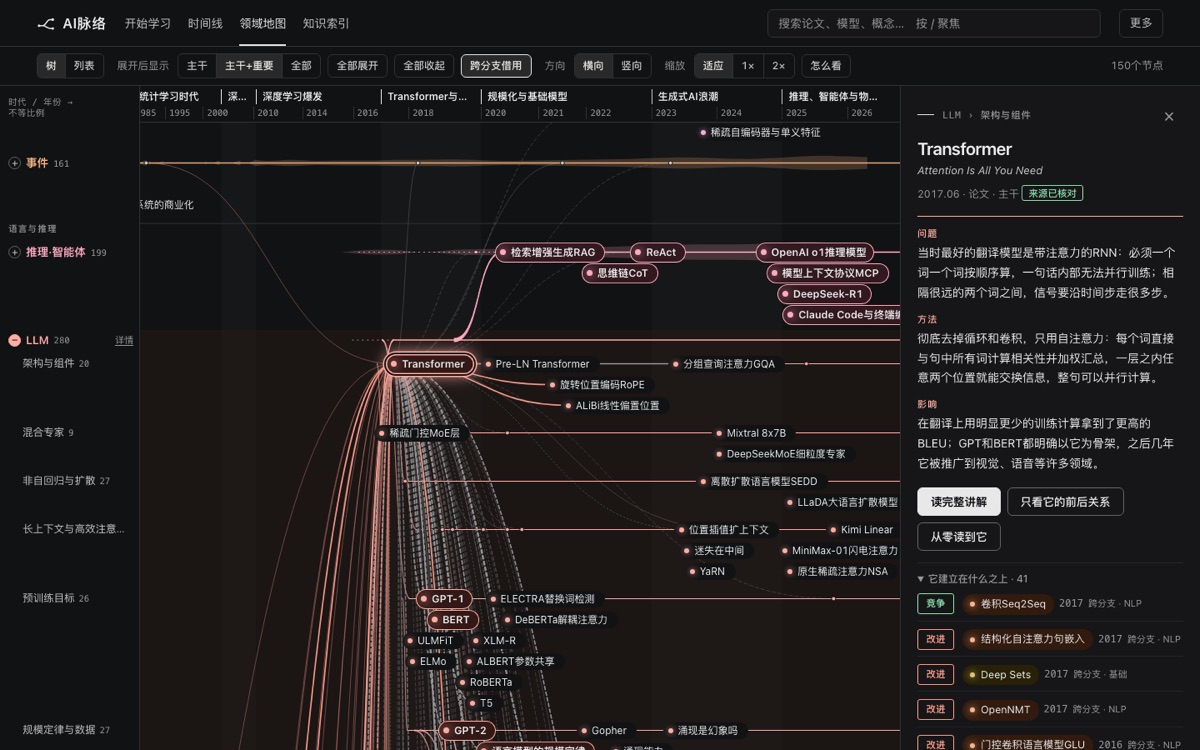 AI脉络
开始学习
时间线
领域地图
知识索引
搜索论文、模型、概念... 按 / 聚焦
更多
树
列表
展开后显示
主干
主干+重要
全部
全部展开
全部收起
跨分支借用
方向
横向
竖向
缩放
适应
1×
2×
怎么看
150个节点
时代 / 年份 →
不等比例
统计学习时代
深...
深度学习爆发
Transformer与...
规模化与基础模型
生成式AI浪潮
推理、智能体与物...
985
1995
2000
2010
2014
2016
2018
2020
2021
2022
2023
2024
2025
2026
稀疏自编码器与单义特征
事件 161
系统的商业化
语言与推理
推理·智能体 199
检索增强生成RAG
ReAct
OpenAI o1推理模型
思维链CoT
模型上下文协议MCP
DeepSeek-R1
Claude Code与终端
LLM 280
详情
架构与组件 20
Transformer
Pre-LN Transformer
分组查询注意力GQA
旋转位置编码RoPE
ALiBi线性偏置位置
混合专家 9
稀疏门控MoE层
Mixtral 8x7B
DeepSeekMoE细粒度专家
非自回归与扩散 27
离散扩散语言模型SEDD
LLaDA大语言扩散模型
长上下文与高效注意...
位置插值扩上下文
Kimi Linear
迷失在中间
MiniMax-01闪电注意力
YaRN
原生稀疏注意力NSA
预训练目标 26
GPT-1
ELECTRA替换词检测
BERT
DeBERTa解耦注意力
ULMFiT
XLM-R
ELMo
ALBERT参数共享
RoBERTa
T5
规模定律与数据 27
GPT-2
Gopher
涌现是幻象吗
语言模型的规模定律
涌现能力
LLM › 架构与组件
Transformer
Attention Is All You Need
2017.06 · 论文 · 主干 来源已核对
问题
当时最好的翻译模型是带注意力的RNN：必须一个
词一个词按顺序算，一句话内部无法并行训练；相
隔很远的两个词之间，信号要沿时间步走很多步。
方法
彻底去掉循环和卷积，只用自注意力：每个词直接
与句中所有词计算相关性并加权汇总，一层之内任
意两个位置就能交换信息，整句可以并行计算。
影响
在翻译上用明显更少的训练计算拿到了更高的
BLEU；GPT和BERT都明确以它为骨架，之后几年
它被推广到视觉、语音等许多领域。
读完整讲解
只看它的前后关系
从零读到它
▼ 它建立在什么之上 · 41
竞争 卷积Seq2Seq 2017 跨分支 · NLP
改进 结构化自注意力句嵌入 2017 跨分支 · NLP
改进 Deep Sets 2017 跨分支 · 基础
改进 OpenNMT 2017 跨分支 · NLP
改进 门控卷积语言模型GLU 2016 跨分支 · NLP